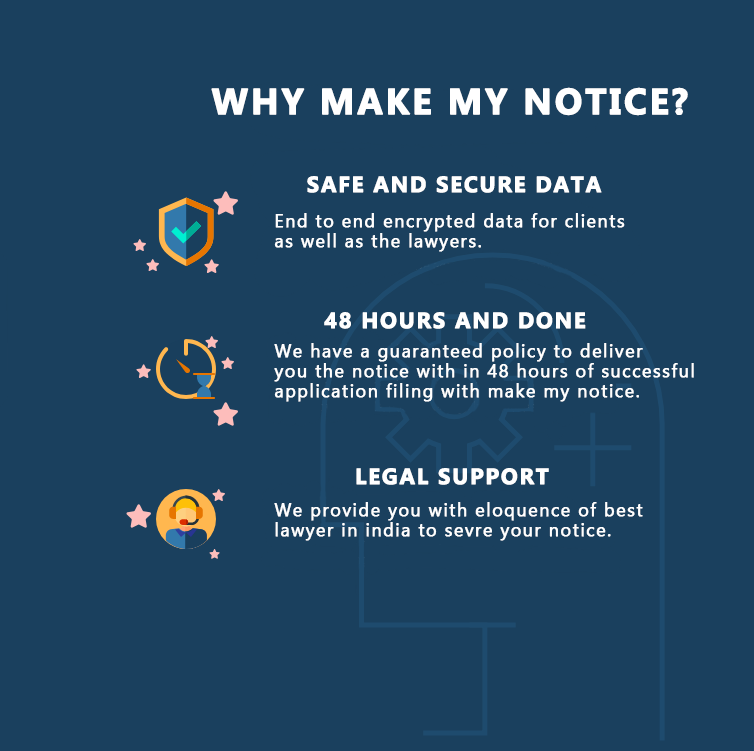 WHY MAKE MY NOTICE?
SAFE AND SECURE DATA
End to end encrypted data for clients
as well as the lawyers.
48 HOURS AND DONE
We have a guaranteed policy to deliver
you the notice with in 48 hours of successful
application filing with make my notice.
LEGAL SUPPORT
We provide you with eloquence of best
lawyer in india to sevre your notice.